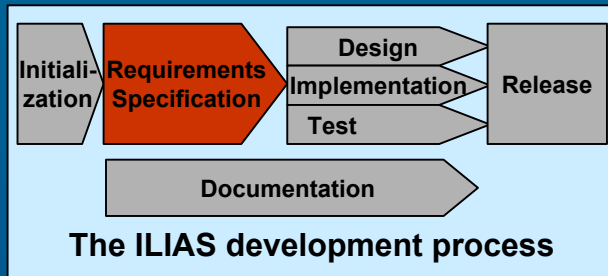 Initiali-
zation
Requirements
Specification
Design
Implementation
Test
Release
Documentation
The ILIAS development process